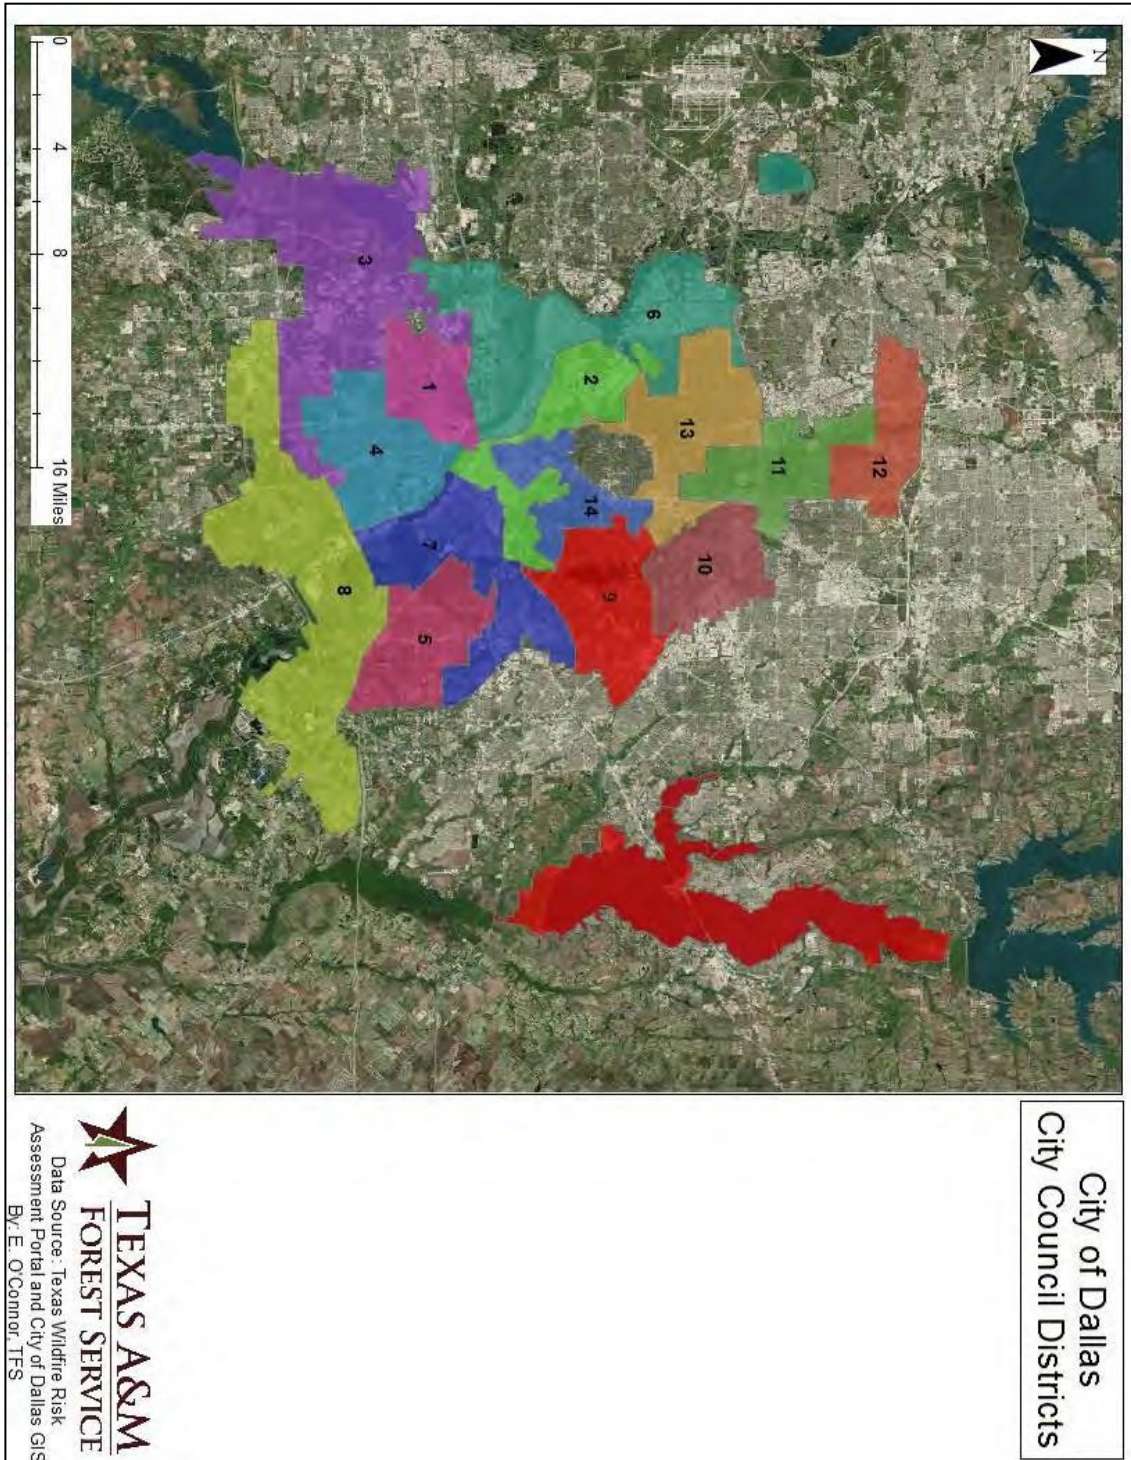 City of Dallas
City Council Districts
N
12
11
10
13
6
9
14
2
7
5
1
4
3
8
0 4 8 16 Miles
TEXAS A&M
FOREST SERVICE
Data Source: Texas Wildfire Risk
Assessment Portal and City of Dallas GIS
By: E. O'Connor, TFS